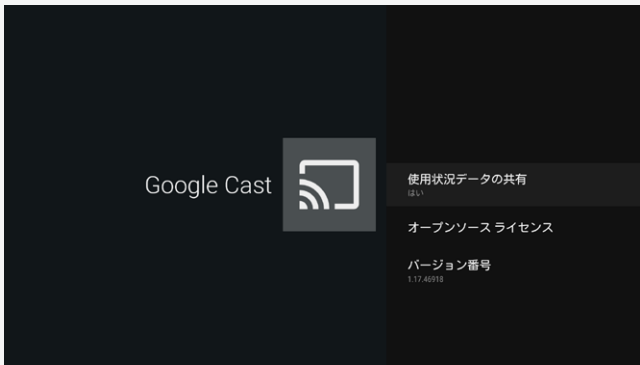 Google Cast
使用状況データの共有
はい
オープンソース ライセンス
バージョン番号
1.17.46918